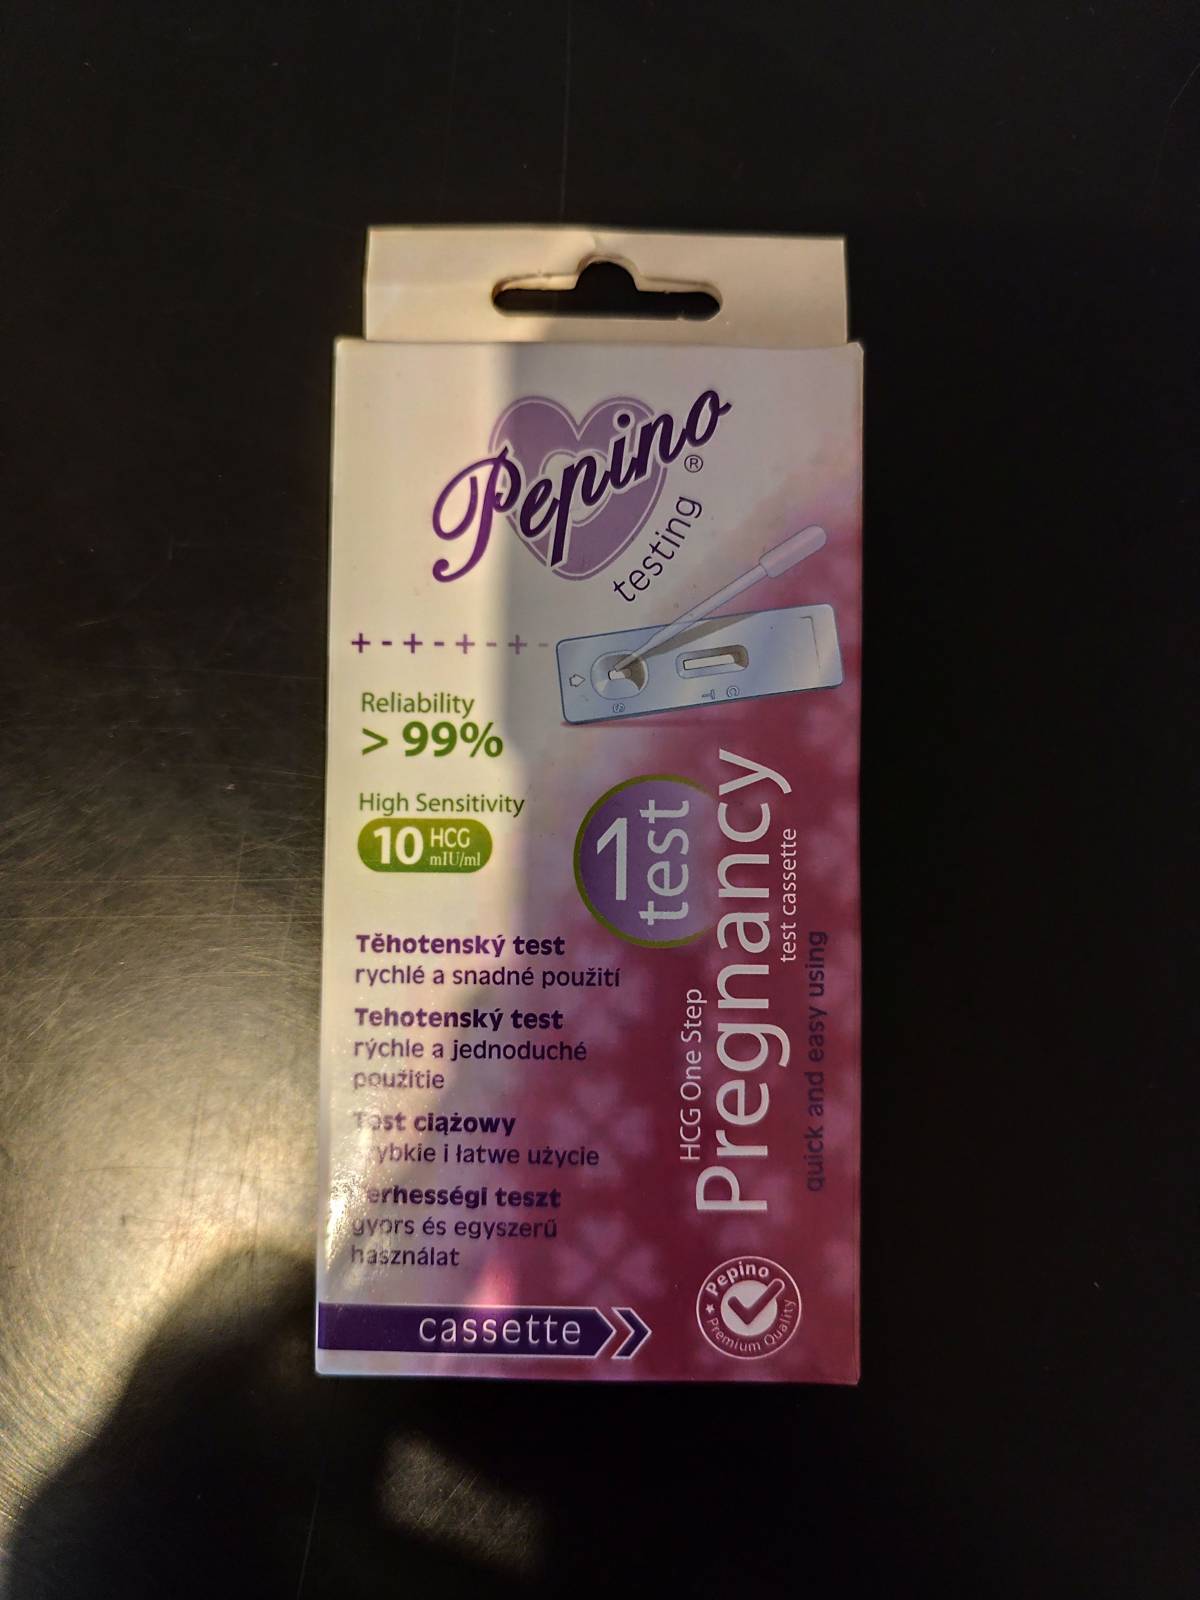 Pepino
testing ®
+ - + - + - + -
Reliability
> 99%
High Sensitivity
10 HCG
mIU/ml
1
test
HCG One Step
Pregnancy
test cassette
quick and easy using
Těhotenský test
rychlé a snadné použití
Tehotenský test
rýchle a jednoduché
použitie
Test ciążowy
i łatwe użycie
teszt
gyors és egyszerű
használat
cassette
Pepino
Premium Quality
S
T C